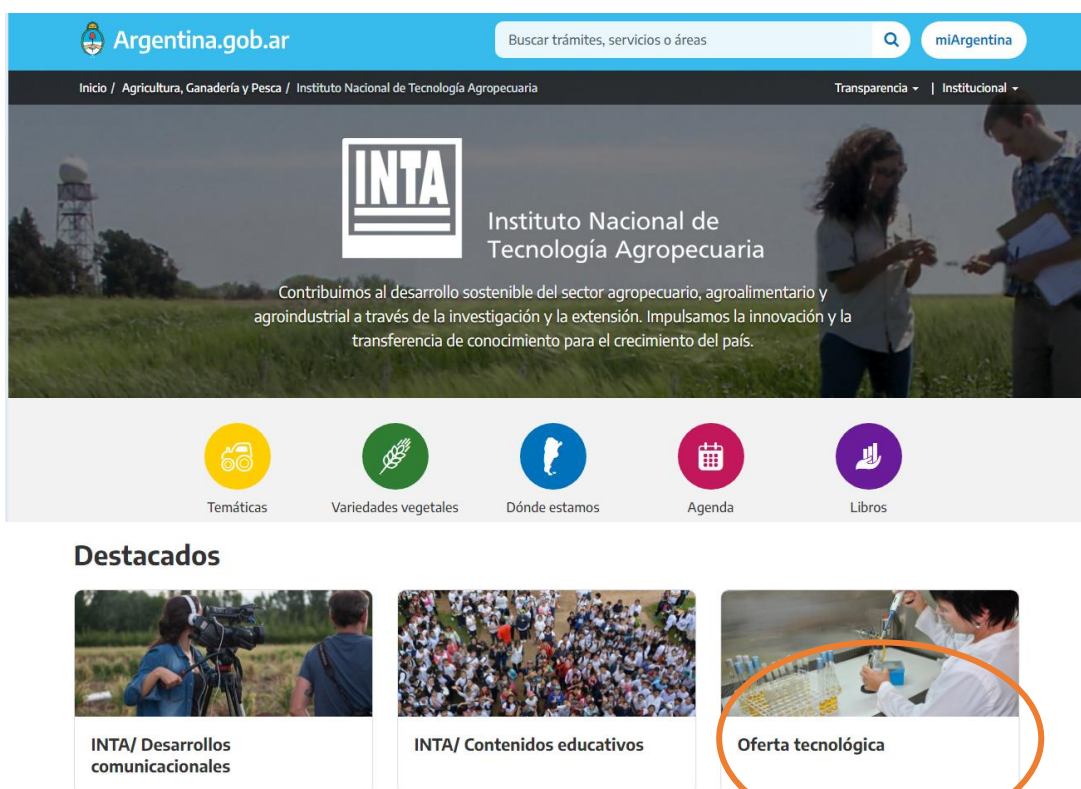 Argentina.gob.ar
Buscar trámites, servicios o áreas
miArgentina
Inicio / Agricultura, Ganadería y Pesca / Instituto Nacional de Tecnología Agropecuaria
Transparencia | Institucional
INTA
Instituto Nacional de
Tecnología Agropecuaria
Contribuimos al desarrollo sostenible del sector agropecuario, agroalimentario y
agroindustrial a través de la investigación y la extensión. Impulsamos la innovación y la
transferencia de conocimiento para el crecimiento del país.
Temáticas
Variedades vegetales
Dónde estamos
Agenda
Libros
Destacados
INTA/ Desarrollos
comunicacionales
INTA/ Contenidos educativos
Oferta tecnológica